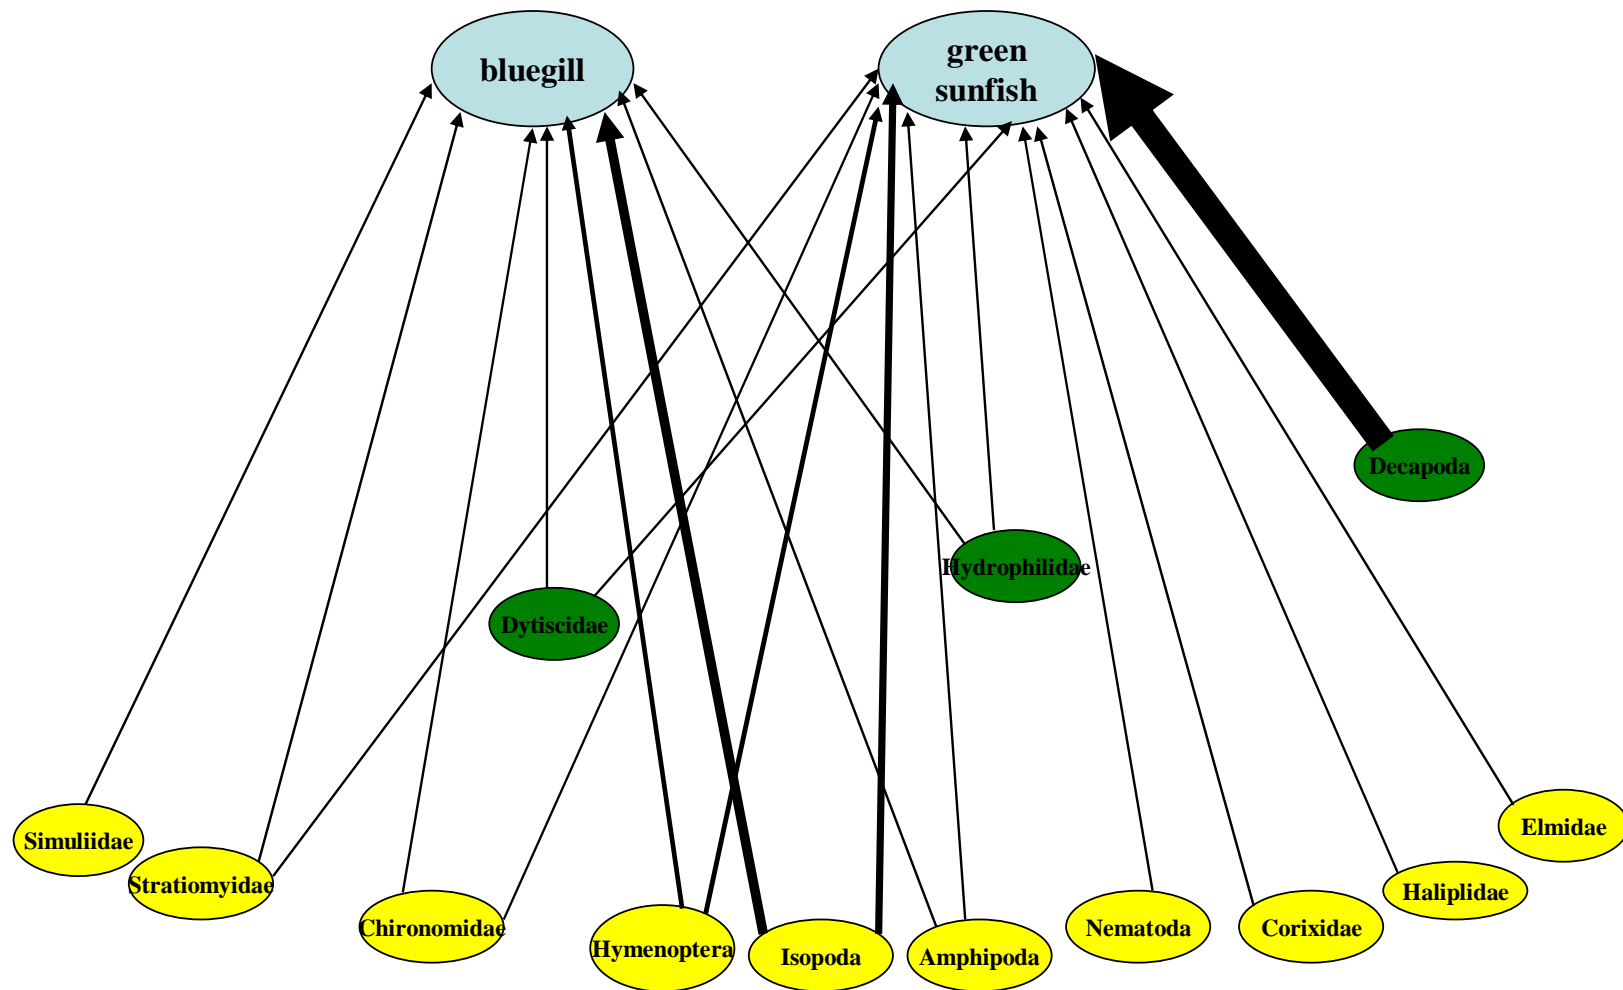 bluegill
green
sunfish
Decapoda
Hydrophilidae
Dytiscidae
Simuliidae
Stratiomyidae
Chironomidae
Hymenoptera
Isopoda
Amphipoda
Nematoda
Corixidae
Haliplidae
Elmidae